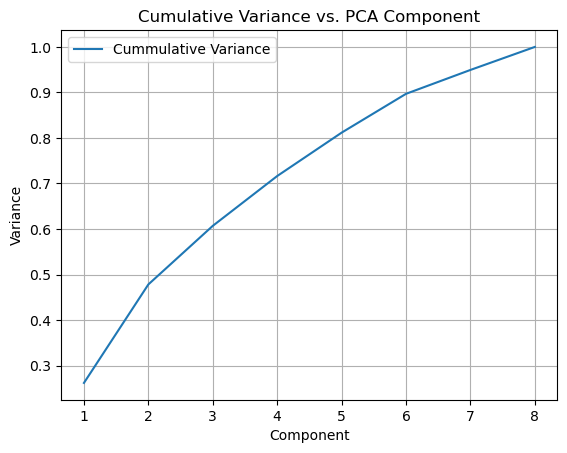 Cumulative Variance vs. PCA Component
Cummulative Variance
1.0
0.9
0.8
0.7
0.6
0.5
0.4
0.3
Variance
1 2 3 4 5 6 7 8
Component